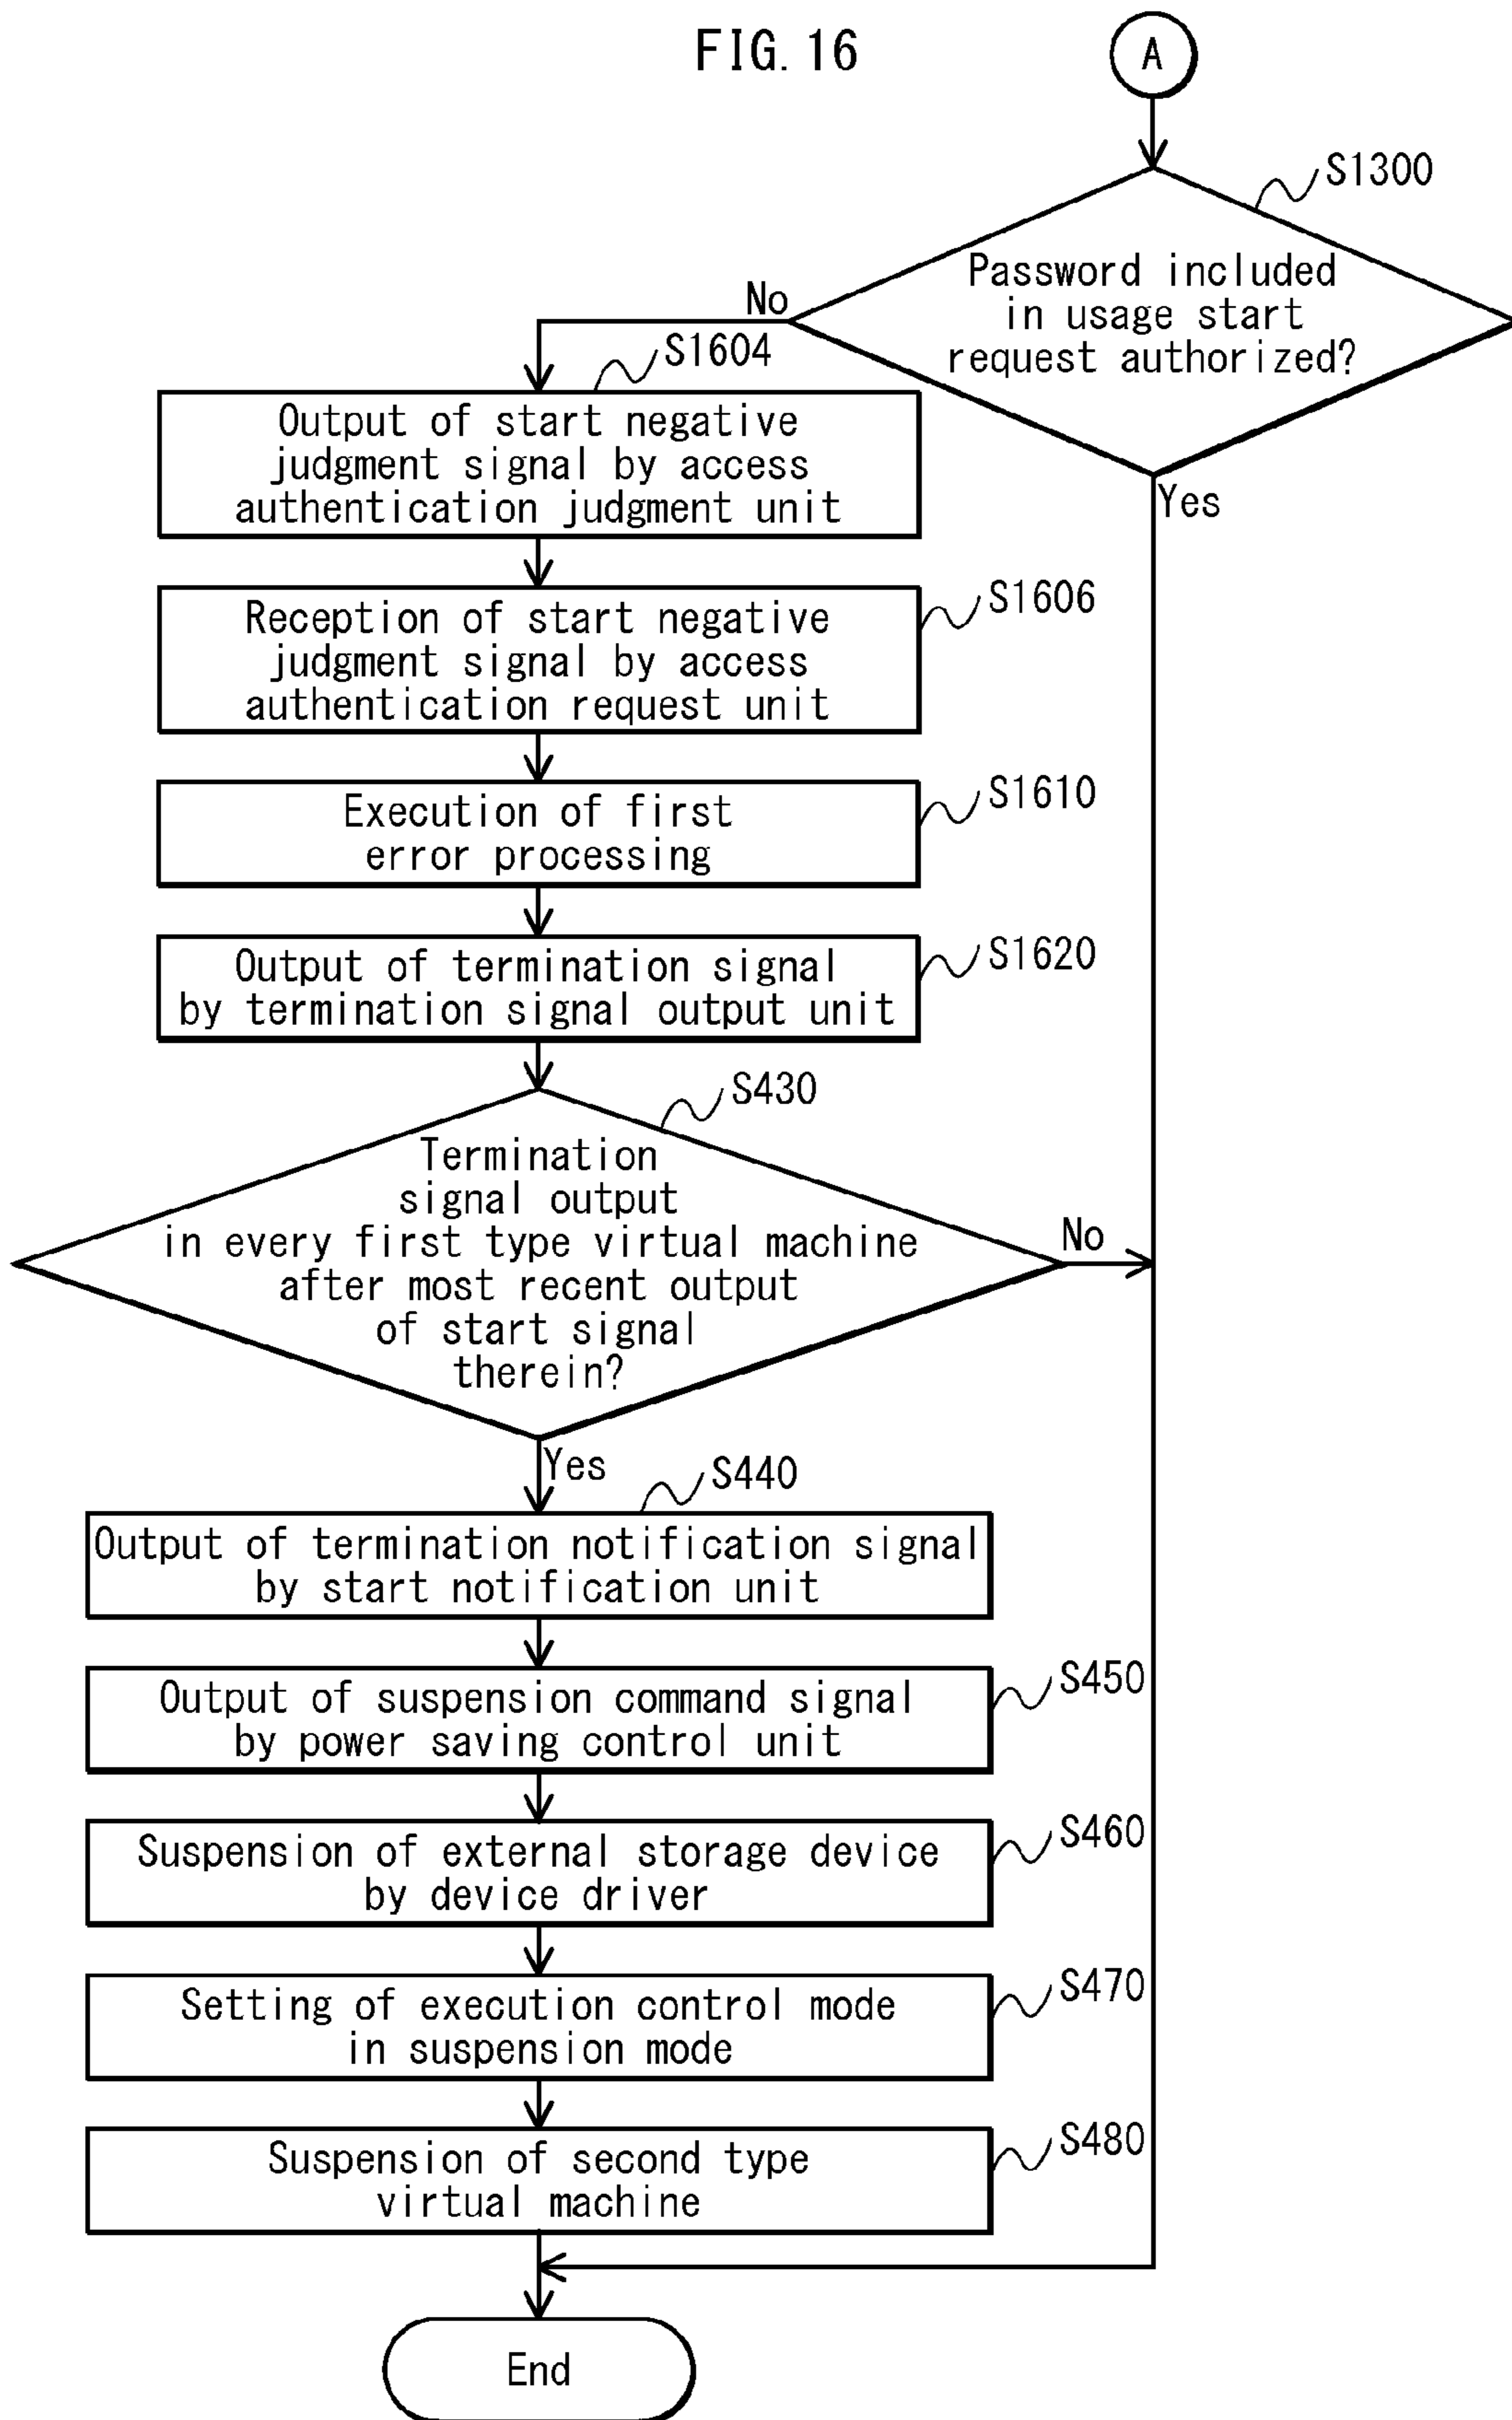 FIG. 16
A
S1300
Password included
in usage start
request authorized?
No
Yes
S1604
Output of start negative
judgment signal by access
authentication judgment unit
S1606
Reception of start negative
judgment signal by access
authentication request unit
S1610
Execution of first
error processing
S1620
Output of termination signal
by termination signal output unit
S430
Termination
signal output
in every first type virtual machine
after most recent output
of start signal
therein?
No
Yes
S440
Output of termination notification signal
by start notification unit
S450
Output of suspension command signal
by power saving control unit
S460
Suspension of external storage device
by device driver
S470
Setting of execution control mode
in suspension mode
S480
Suspension of second type
virtual machine
End